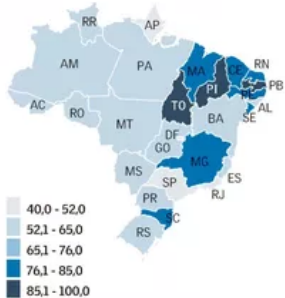 RR
AP
AM
PA
MA
CE
RN
PB
PI
AC
TO
AL
RO
SE
MT
BA
DF
GO
MG
MS
ES
SP
RJ
PR
SC
RS
40,0 - 52,0
52,1 - 65,0
65,1 - 76,0
76,1 - 85,0
85,1 - 100,0